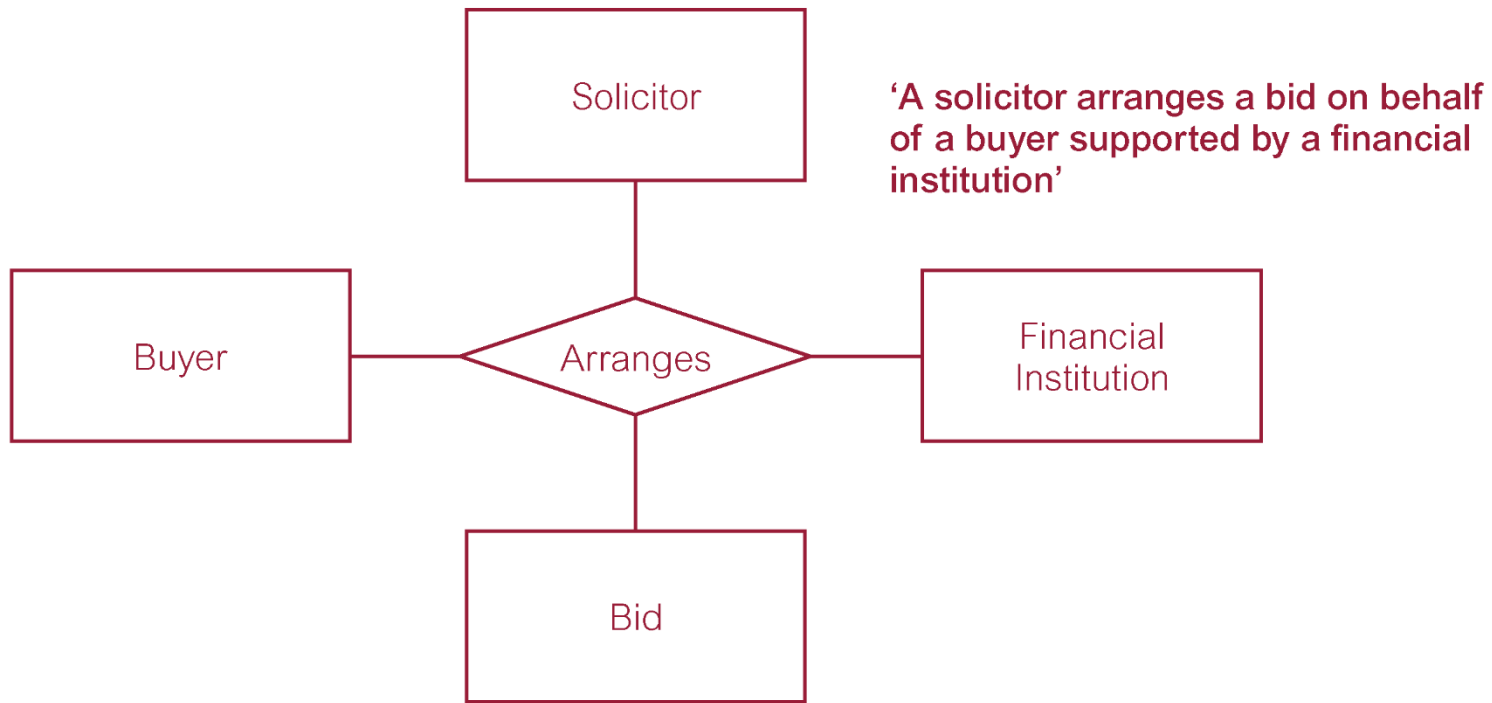 Solicitor
‘A solicitor arranges a bid on behalf
of a buyer supported by a financial
institution’
Buyer
Arranges
Financial
Institution
Bid